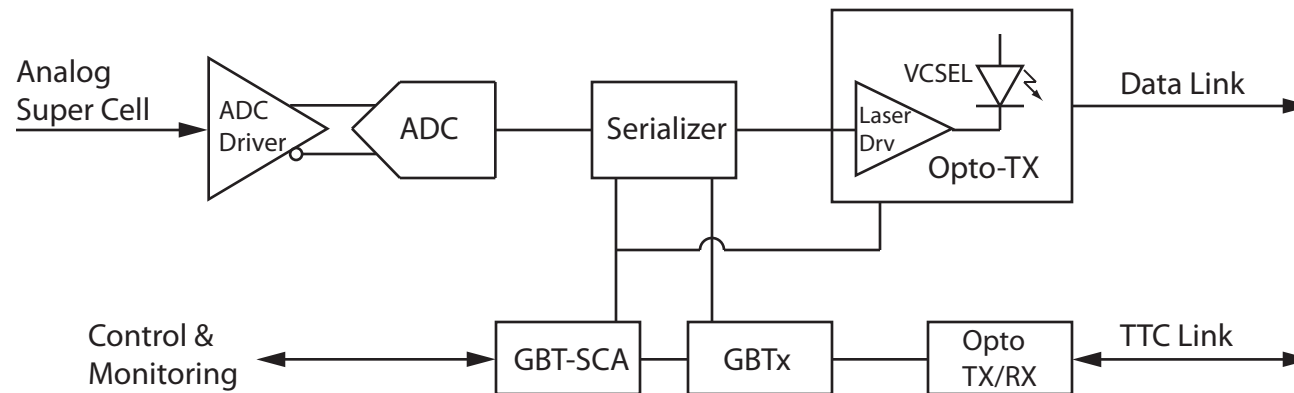 Analog
Super Cell
ADC
Driver
ADC
Serializer
Laser
Drv
VCSEL
Opto-TX
Data Link
Control &
Monitoring
GBT-SCA
GBTx
Opto
TX/RX
TTC Link